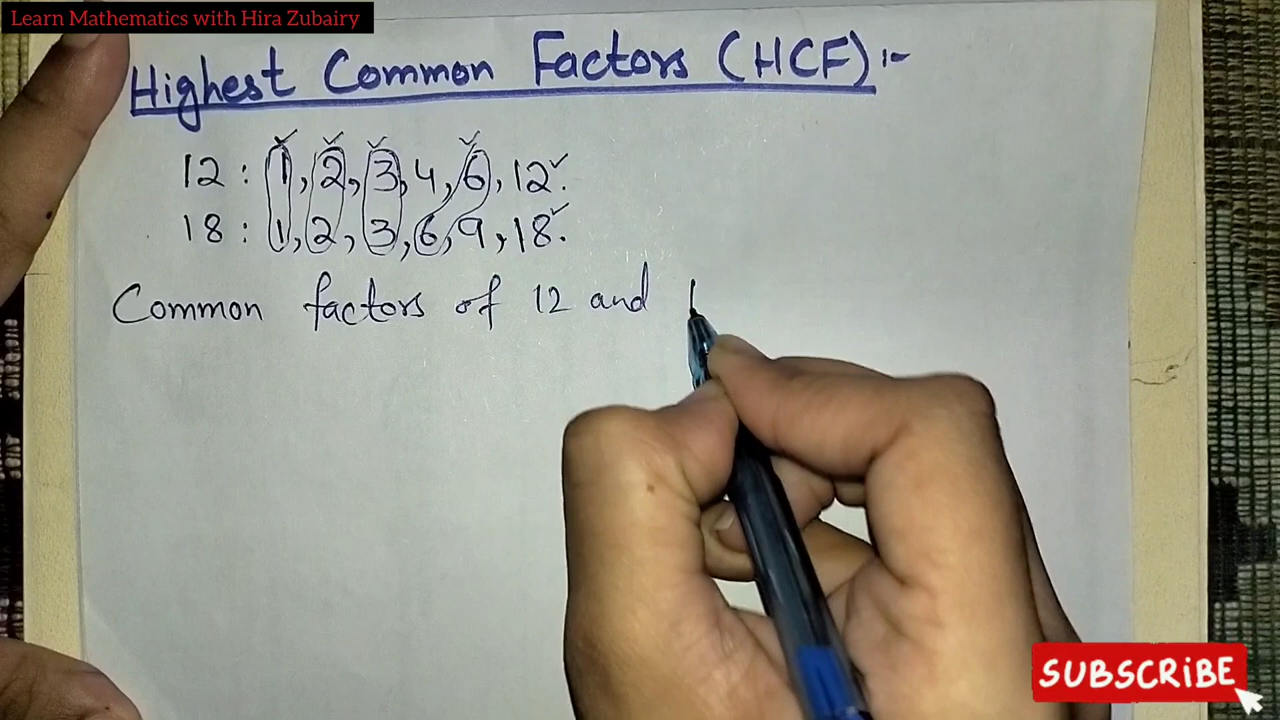 Learn Mathematics with Hira Zubairy
Highest Common Factors (HCF):-
12 : 1, 2, 3, 4, 6, 12.
18 : 1, 2, 3, 6, 9, 18.
Common factors of 12 and
SUBSCRIBE